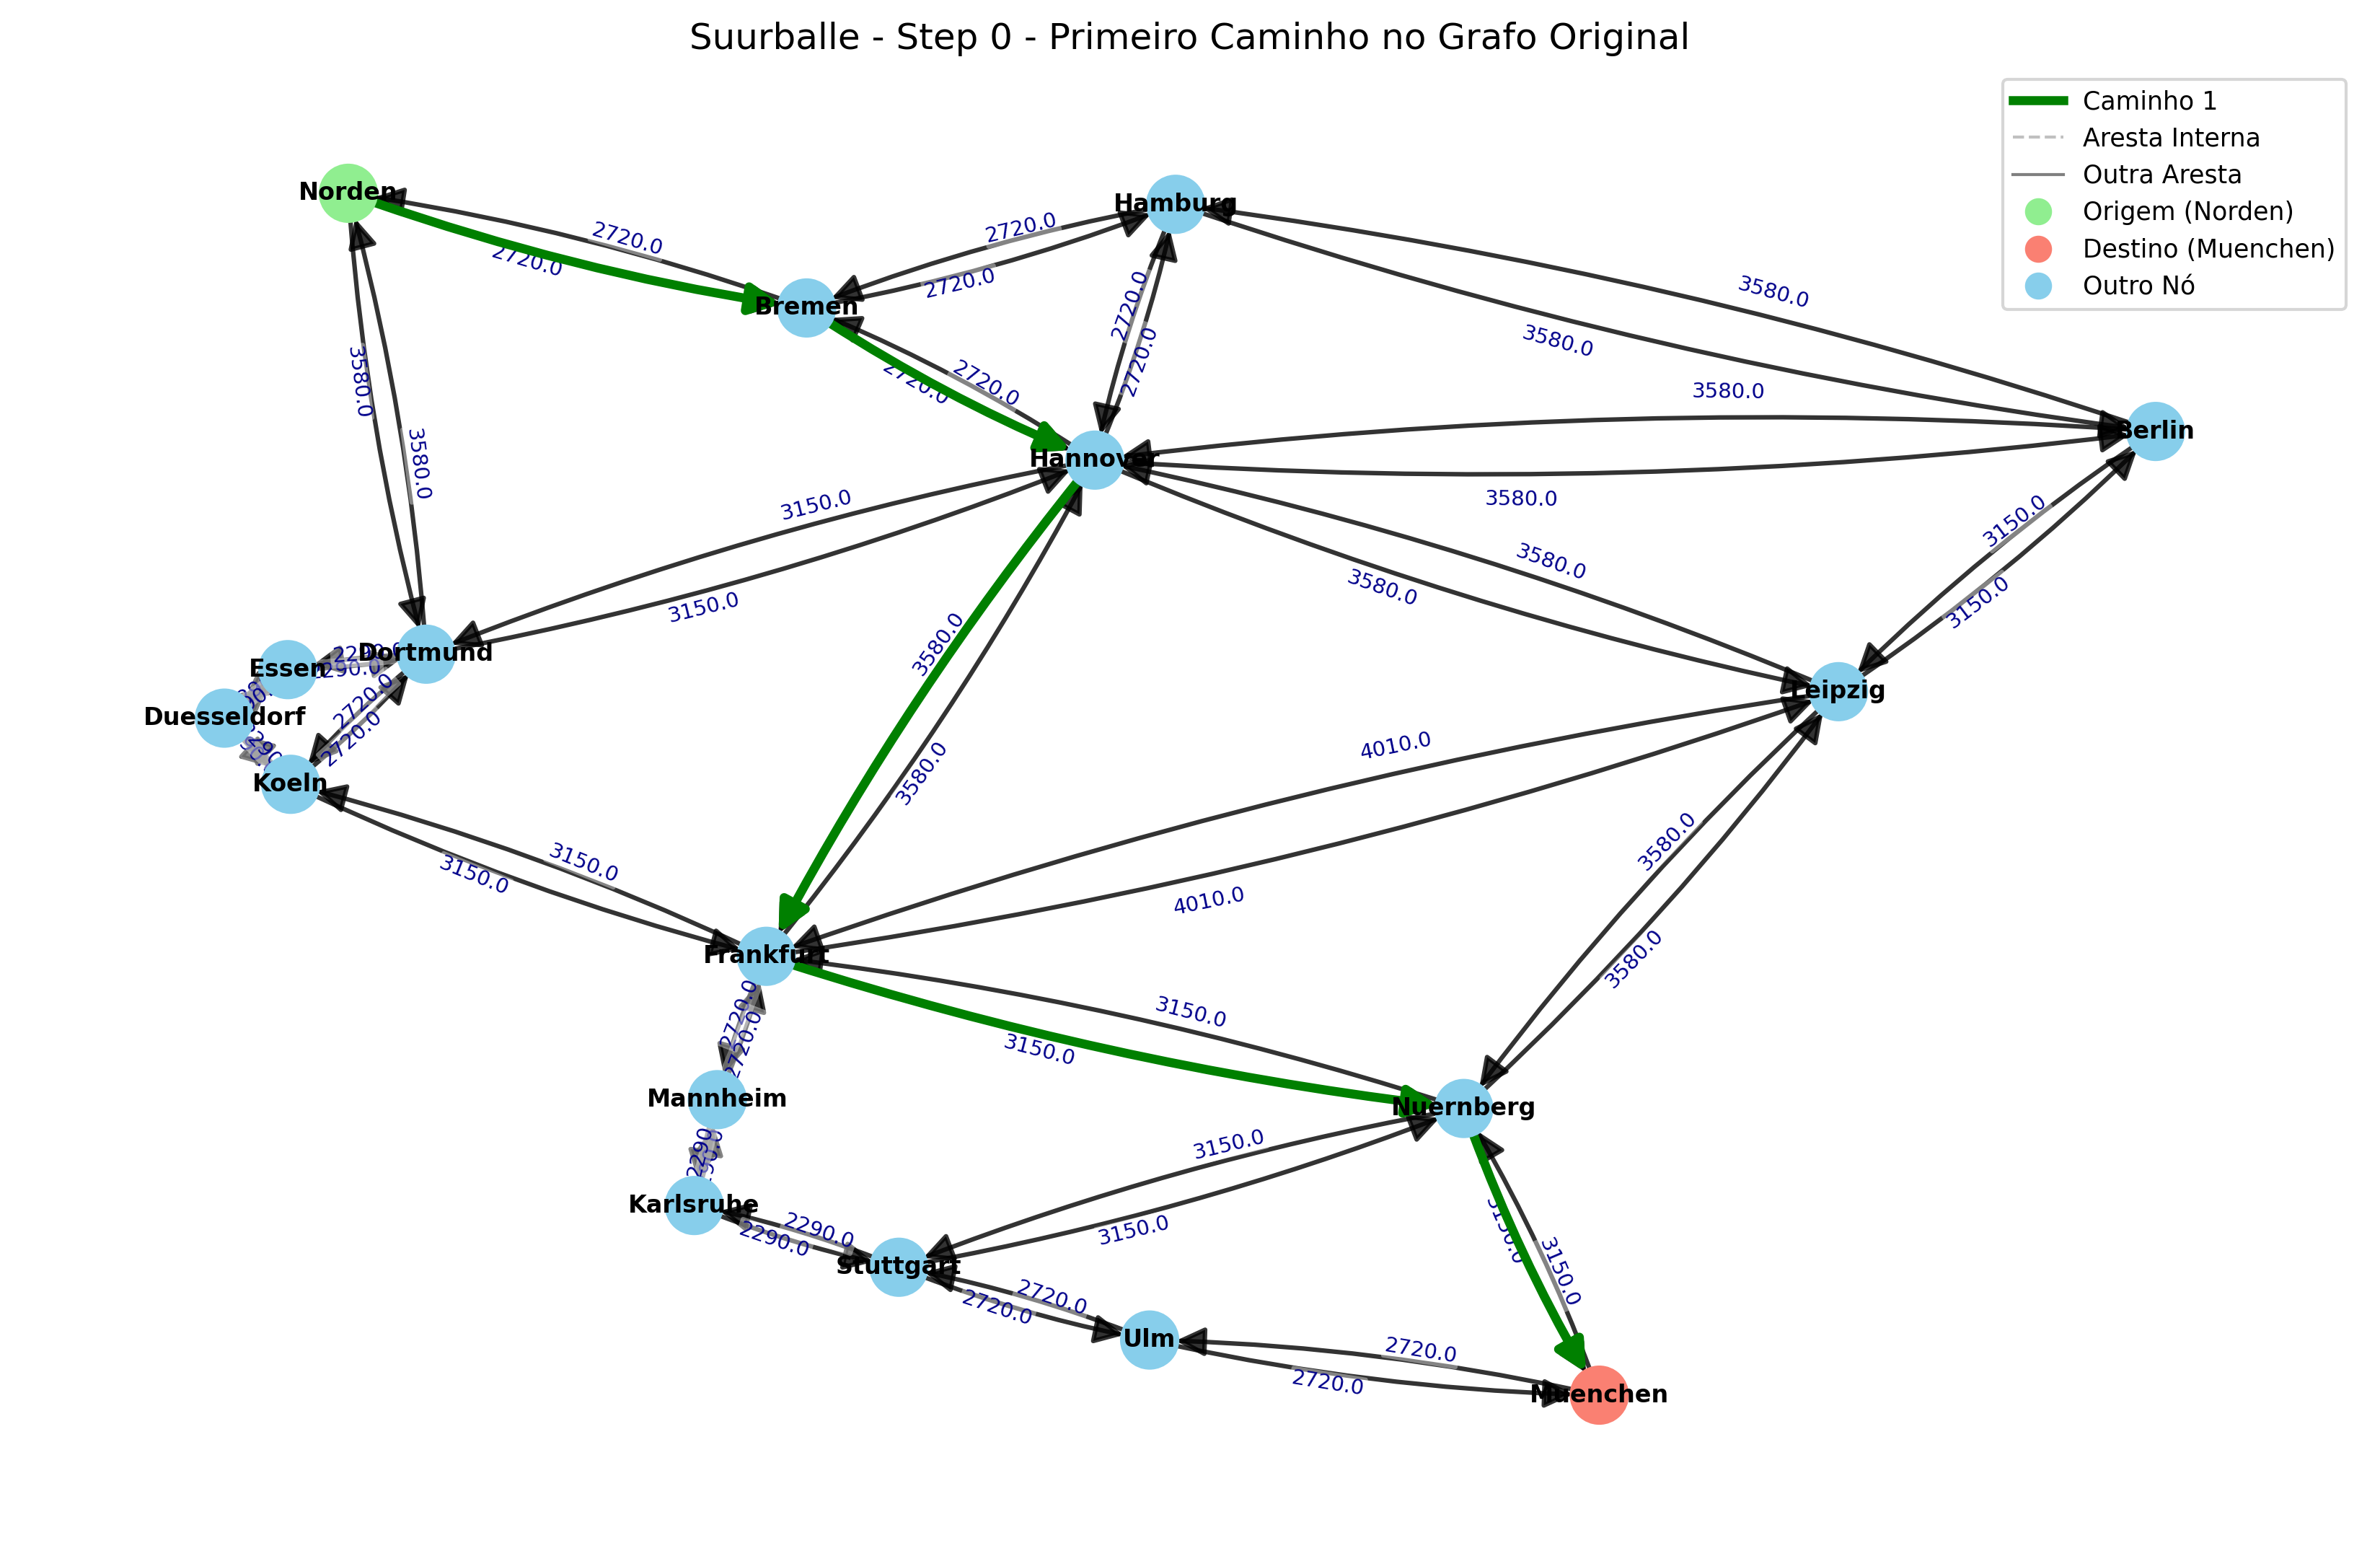 Suurballe - Step 0 - Primeiro Caminho no Grafo Original
Caminho 1
Aresta Interna
Outra Aresta
Origem (Norden)
Destino (Muenchen)
Outro Nó
Norden
Hamburg
2720.0
2720.0
2720.0
2720.0
Bremen
3580.0
3580.0
2720.0
2720.0
2720.0
2720.0
3580.0
3580.0
3580.0
3580.0
Berlin
Hannover
3150.0
3150.0
3580.0
3580.0
3150.0
3150.0
Dortmund
Essen
2290.0
Duesseldorf
2720.0
2720.0
Koeln
3580.0
3580.0
Leipzig
4010.0
4010.0
3150.0
3150.0
3580.0
3580.0
Frankfurt
2720.0
2720.0
3150.0
3150.0
Mannheim
Nuernberg
2290
Karlsruhe
3150.0
3150.0
2290.0
2290.0
Stuttgart
3150.0
3150.0
2720.0
2720.0
Ulm
2720.0
2720.0
Muenchen